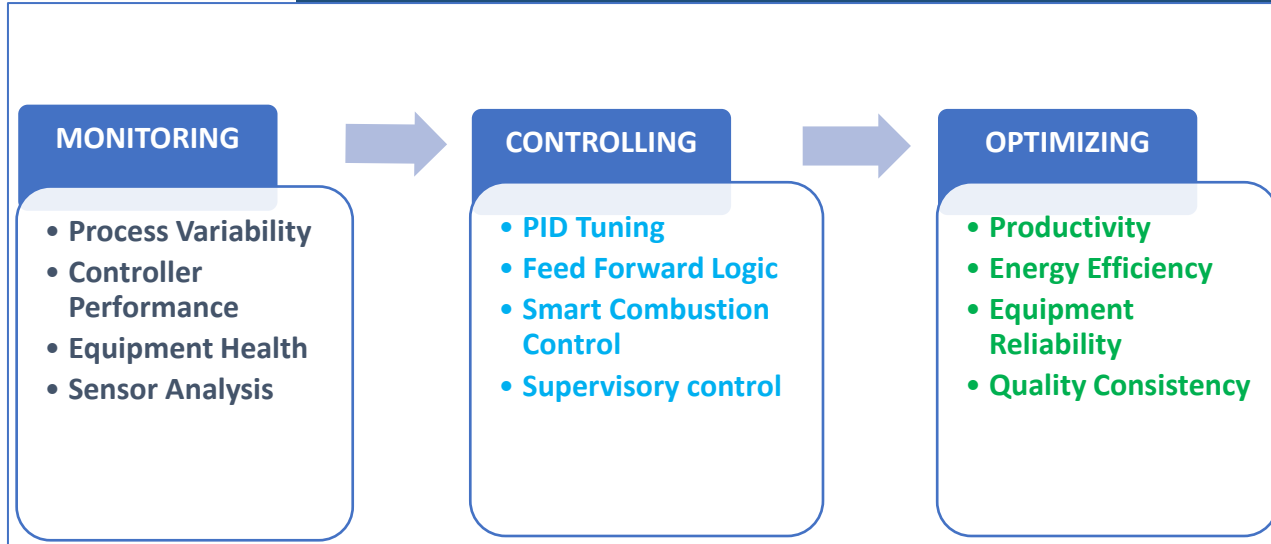 MONITORING
• Process Variability
• Controller
Performance
• Equipment Health
• Sensor Analysis
CONTROLLING
• PID Tuning
• Feed Forward Logic
• Smart Combustion
Control
• Supervisory control
OPTIMIZING
• Productivity
• Energy Efficiency
• Equipment
Reliability
• Quality Consistency